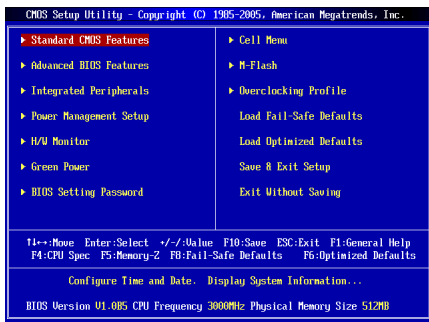 CMOS Setup Utility - Copyright (C) 1985-2005, American Megatrends, Inc.
▶ Standard CMOS Features
▶ Advanced BIOS Features
▶ Integrated Peripherals
▶ Power Management Setup
▶ H/W Monitor
▶ Green Power
▶ BIOS Setting Password
▶ Cell Menu
▶ M-Flash
▶ Overclocking Profile
Load Fail-Safe Defaults
Load Optimized Defaults
Save & Exit Setup
Exit Without Saving
↑↓←→:Move Enter:Select +/-/:Value F10:Save ESC:Exit F1:General Help
F4:CPU Spec F5:Memory-Z F8:Fail-Safe Defaults F6:Optimized Defaults
Configure Time and Date. Display System Information...
BIOS Version V1.0B5 CPU Frequency 3000MHz Physical Memory Size 512MB